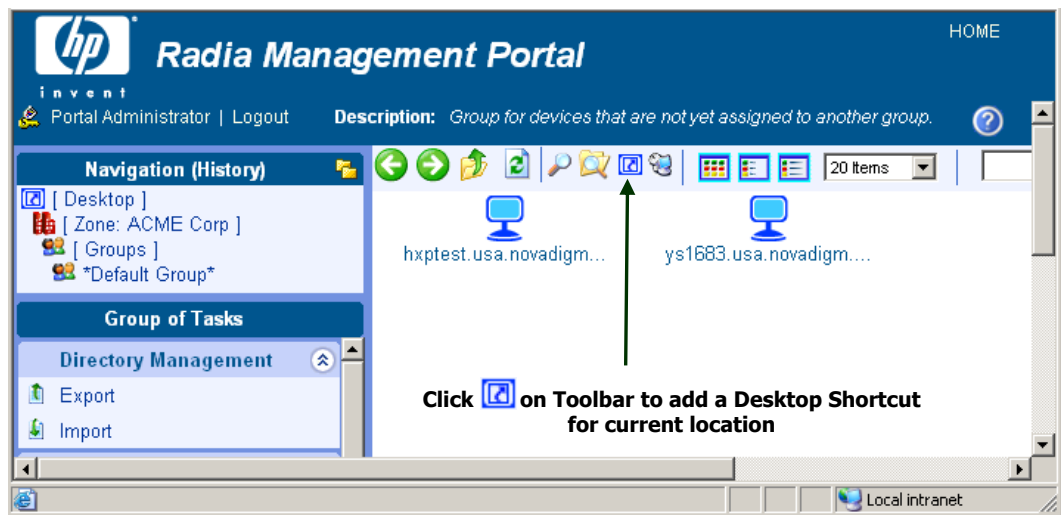 HOME
hp
invent
Radia Management Portal
Portal Administrator | Logout
Description: Group for devices that are not yet assigned to another group.
?
Navigation (History)
[ Desktop ]
[ Zone: ACME Corp ]
[ Groups ]
*Default Group*
20 Items
hxptest.usa.novadigm...
ys1683.usa.novadigm....
Group of Tasks
Directory Management
Export
Import
Click on Toolbar to add a Desktop Shortcut
for current location
Local intranet